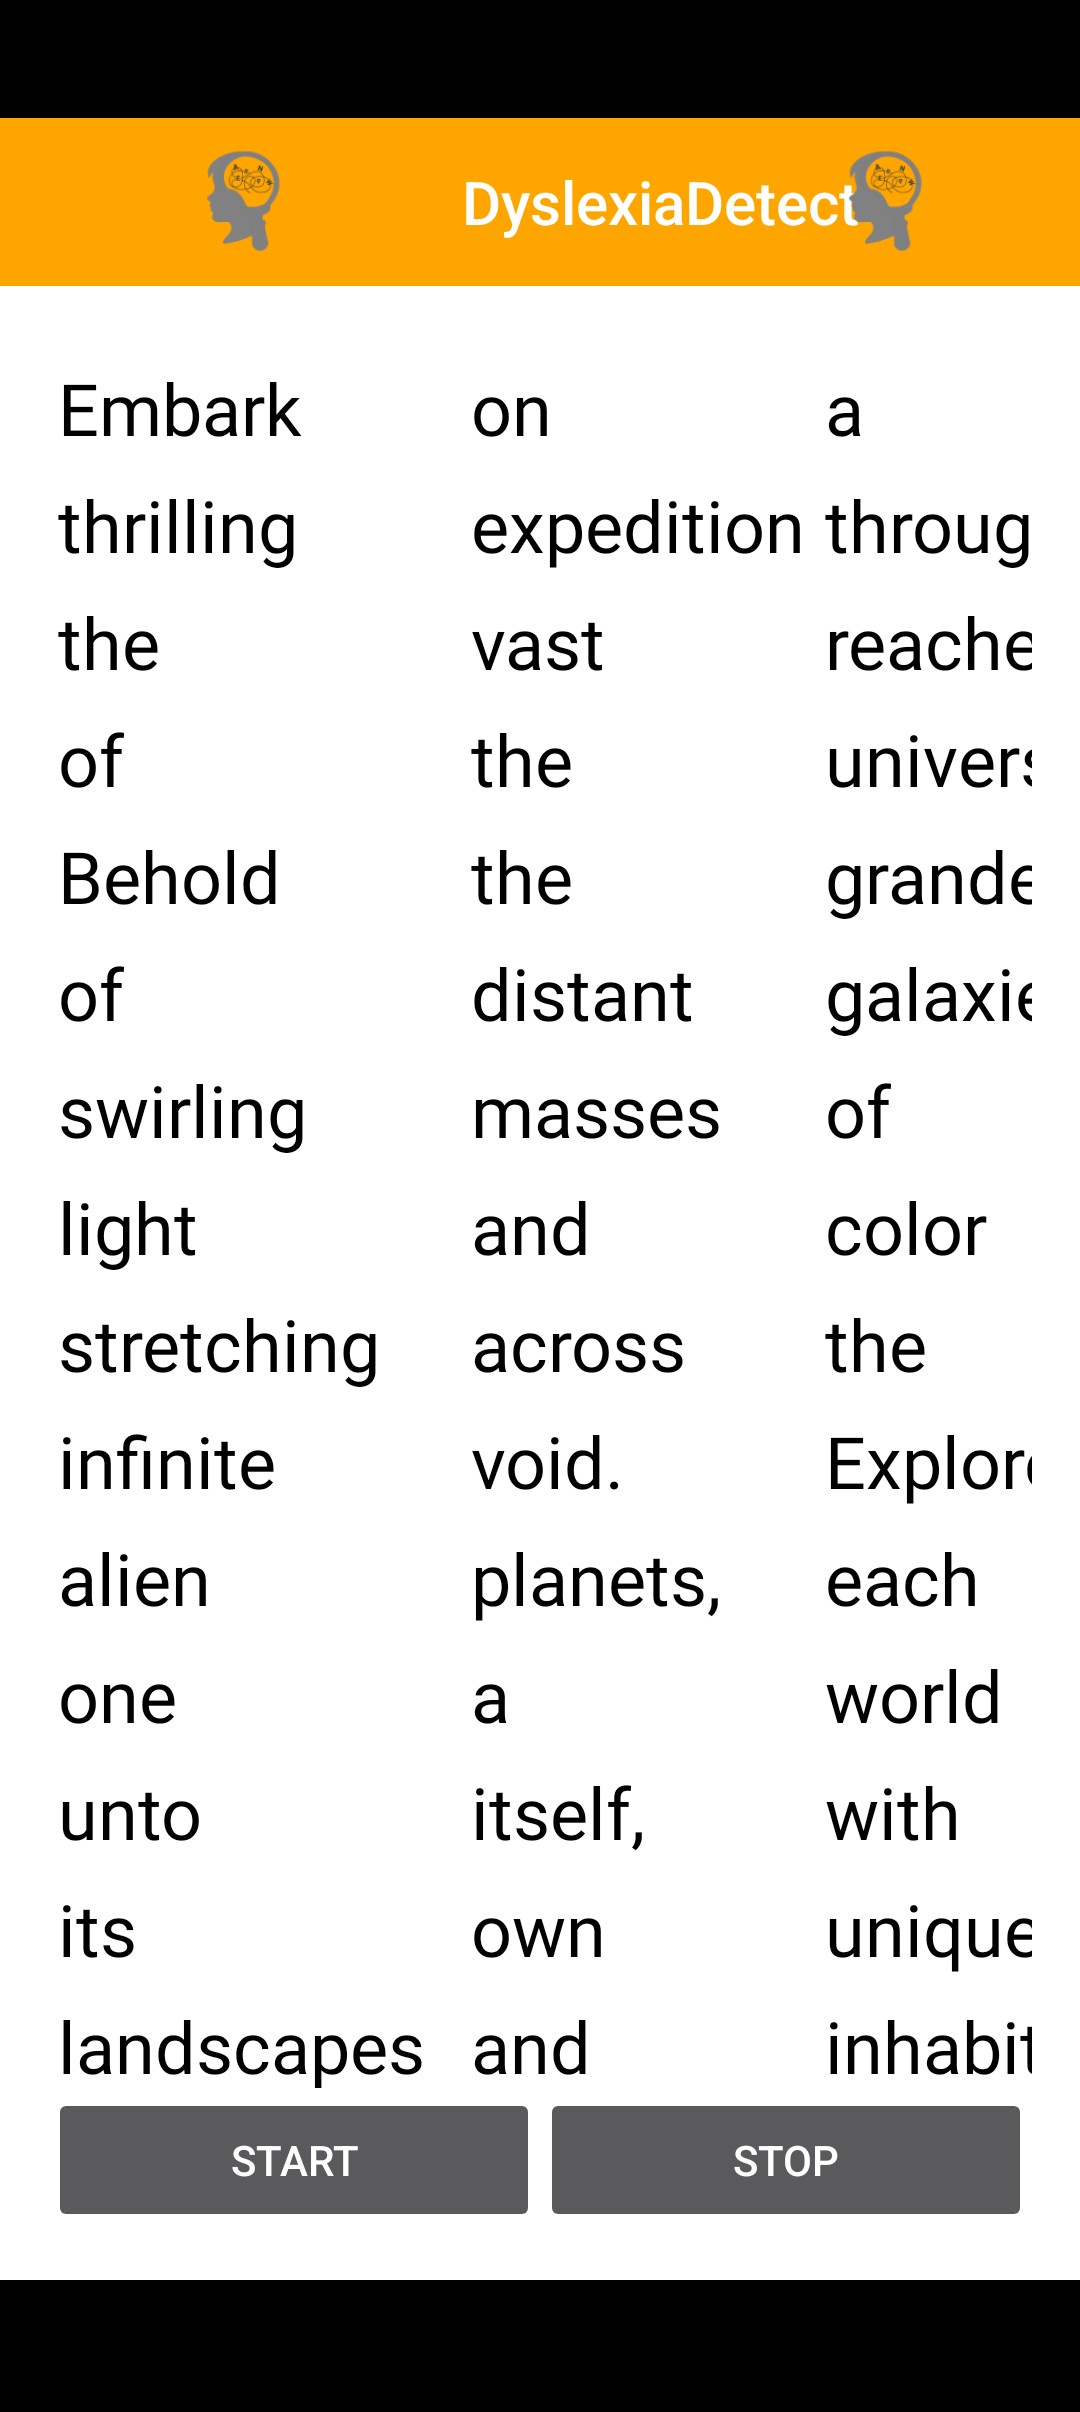 DyslexiaDetect
Embark on a
thrilling expedition throug
the vast reache
of the univers
Behold the grande
of distant galaxie
swirling masses of
light and color
stretching across the
infinite void. Explore
alien planets, each
one a world
unto itself, with
its own unique
landscapes and inhabit
START STOP